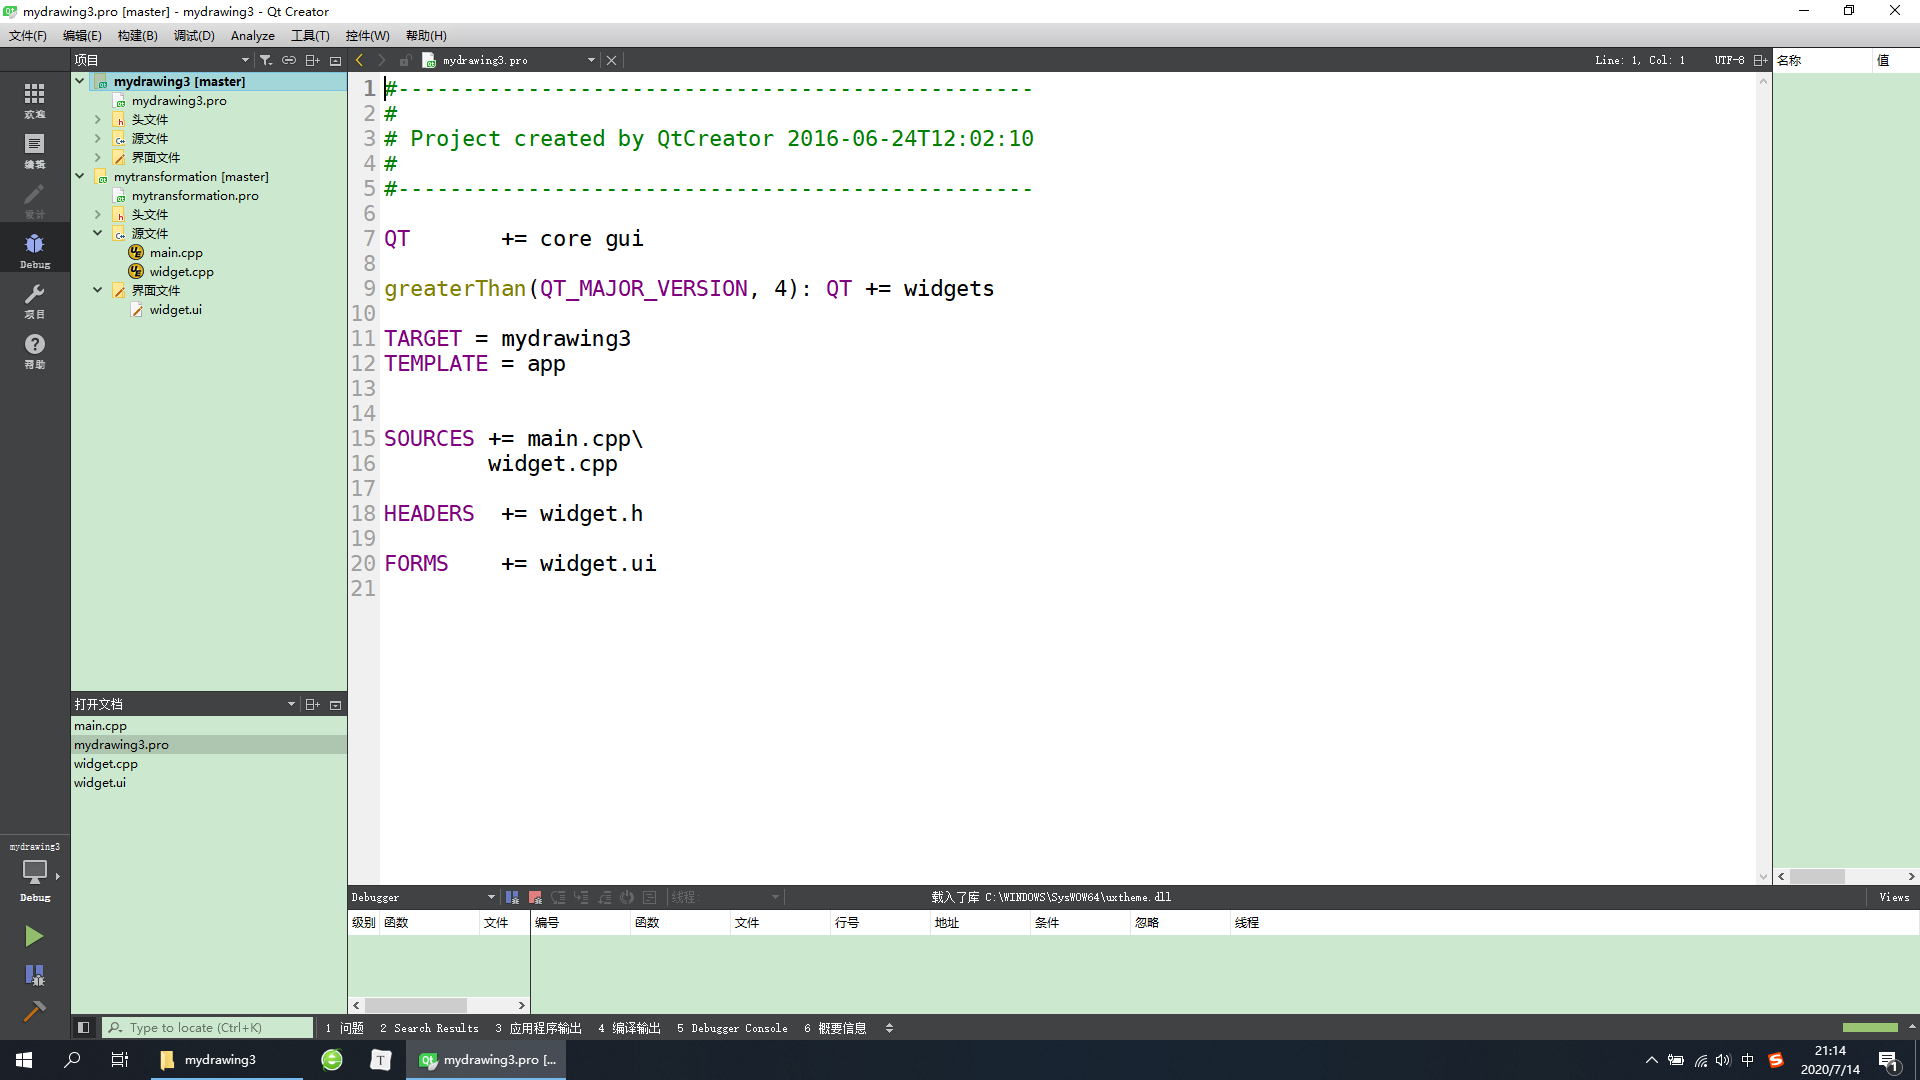 mydrawing3.pro [master] - mydrawing3 - Qt Creator
文件(F) 编辑(E) 构建(B) 调试(D) Analyze 工具(T) 控件(W) 帮助(H)
项目
mydrawing3.pro
Line: 1, Col: 1
UTF-8
名称 值
欢迎
编辑
设计
Debug
项目
帮助
mydrawing3 [master]
mydrawing3.pro
头文件
源文件
界面文件
mytransformation [master]
mytransformation.pro
头文件
源文件
main.cpp
widget.cpp
界面文件
widget.ui
1 #-------------------------------------------------
2 #
3 # Project created by QtCreator 2016-06-24T12:02:10
4 #
5 #-------------------------------------------------
6
7 QT       += core gui
8
9 greaterThan(QT_MAJOR_VERSION, 4): QT += widgets
10
11 TARGET = mydrawing3
12 TEMPLATE = app
13
14
15 SOURCES += main.cpp\
16         widget.cpp
17
18 HEADERS  += widget.h
19
20 FORMS    += widget.ui
21
打开文档
main.cpp
mydrawing3.pro
widget.cpp
widget.ui
mydrawing3
Debug
Debugger
线程:
载入了库 C:\WINDOWS\SysWOW64\uxtheme.dll
Views
级别 函数 文件 编号 函数 文件 行号 地址 条件 忽略 线程
Type to locate (Ctrl+K)
1 问题 2 Search Results 3 应用程序输出 4 编译输出 5 Debugger Console 6 概要信息
mydrawing3
T
mydrawing3.pro [...
中
21:14
2020/7/14
1